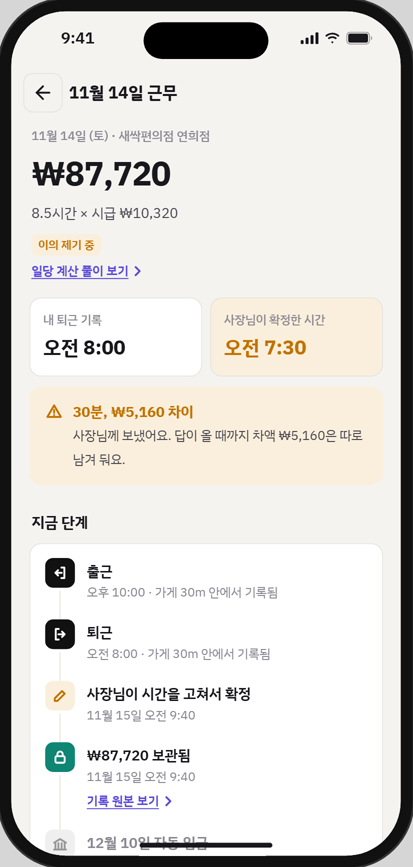 9:41
11월 14일 근무
11월 14일 (토) · 새싹편의점 연희점
₩87,720
8.5시간 × 시급 ₩10,320
이의 제기 중
일당 계산 풀이 보기
내 퇴근 기록
오전 8:00
사장님이 확정한 시간
오전 7:30
30분, ₩5,160 차이
사장님께 보냈어요. 답이 올 때까지 차액 ₩5,160은 따로
남겨 둬요.
지금 단계
출근
오후 10:00 · 가게 30m 안에서 기록됨
퇴근
오전 8:00 · 가게 30m 안에서 기록됨
사장님이 시간을 고쳐서 확정
11월 15일 오전 9:40
₩87,720 보관됨
11월 15일 오전 9:40
기록 원본 보기
12월 10일 자동 입금